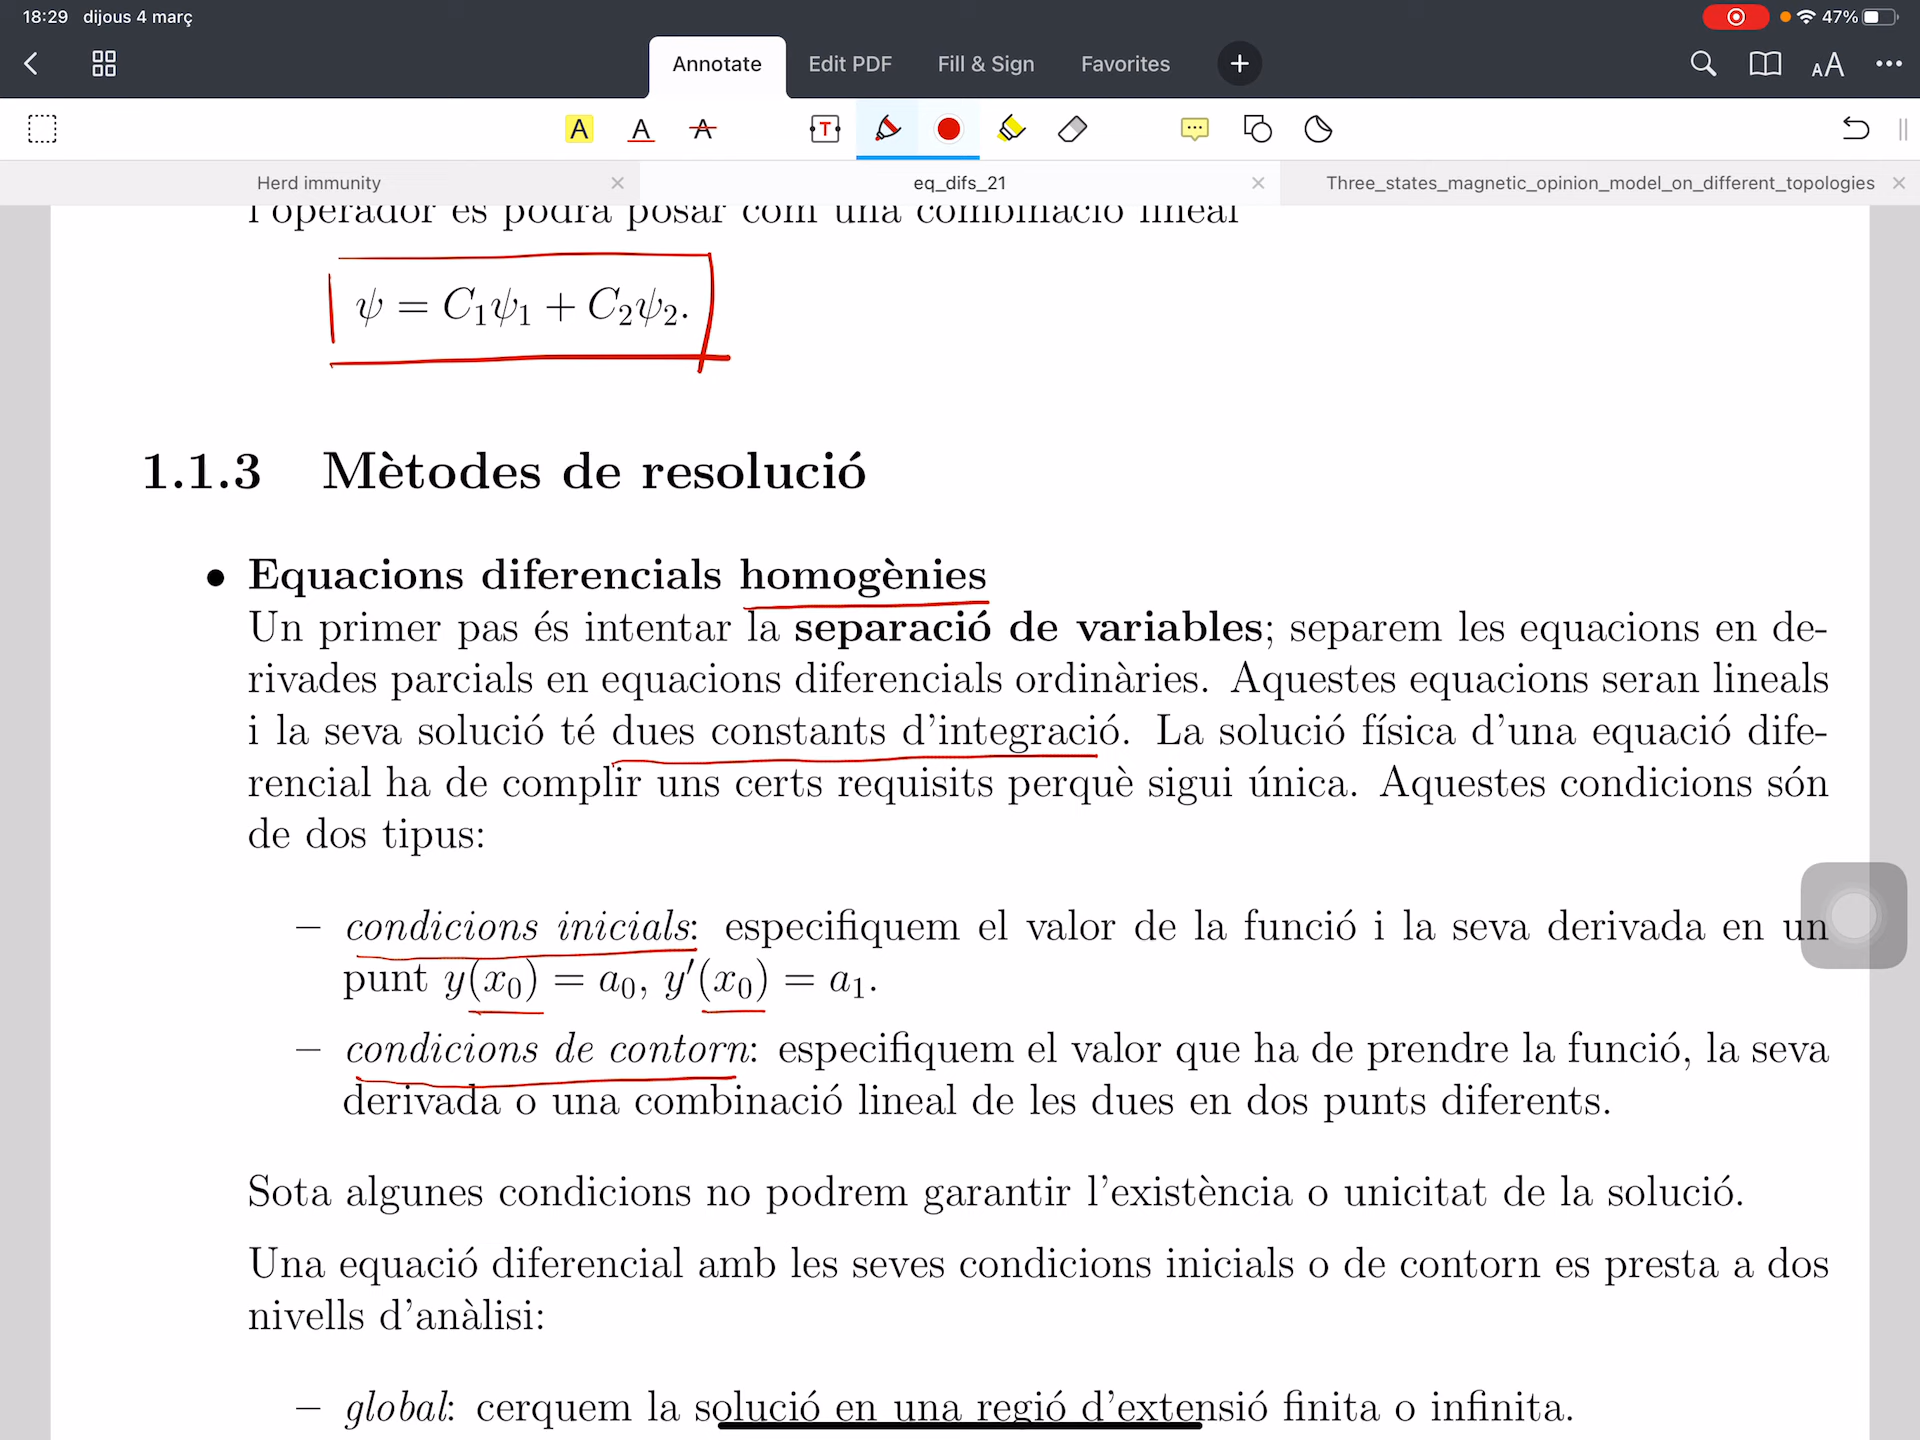 18:29 dijous 4 març
47%
Annotate
Edit PDF
Fill & Sign
Favorites
Herd immunity
eq_difs_21
Three_states_magnetic_opinion_model_on_different_topologies
l'operador es podrà posar com una combinació lineal
ψ = C₁ψ₁ + C₂ψ₂.
1.1.3 Mètodes de resolució
• Equacions diferencials homogènies
Un primer pas és intentar la separació de variables; separem les equacions en de-
rivades parcials en equacions diferencials ordinàries. Aquestes equacions seran lineals
i la seva solució té dues constants d'integració. La solució física d'una equació dife-
rencial ha de complir uns certs requisits perquè sigui única. Aquestes condicions són
de dos tipus:
– condicions inicials: especifiquem el valor de la funció i la seva derivada en un
punt y(x₀) = a₀, y′(x₀) = a₁.
– condicions de contorn: especifiquem el valor que ha de prendre la funció, la seva
derivada o una combinació lineal de les dues en dos punts diferents.
Sota algunes condicions no podrem garantir l'existència o unicitat de la solució.
Una equació diferencial amb les seves condicions inicials o de contorn es presta a dos
nivells d'anàlisi:
– global: cerquem la solució en una regió d'extensió finita o infinita.